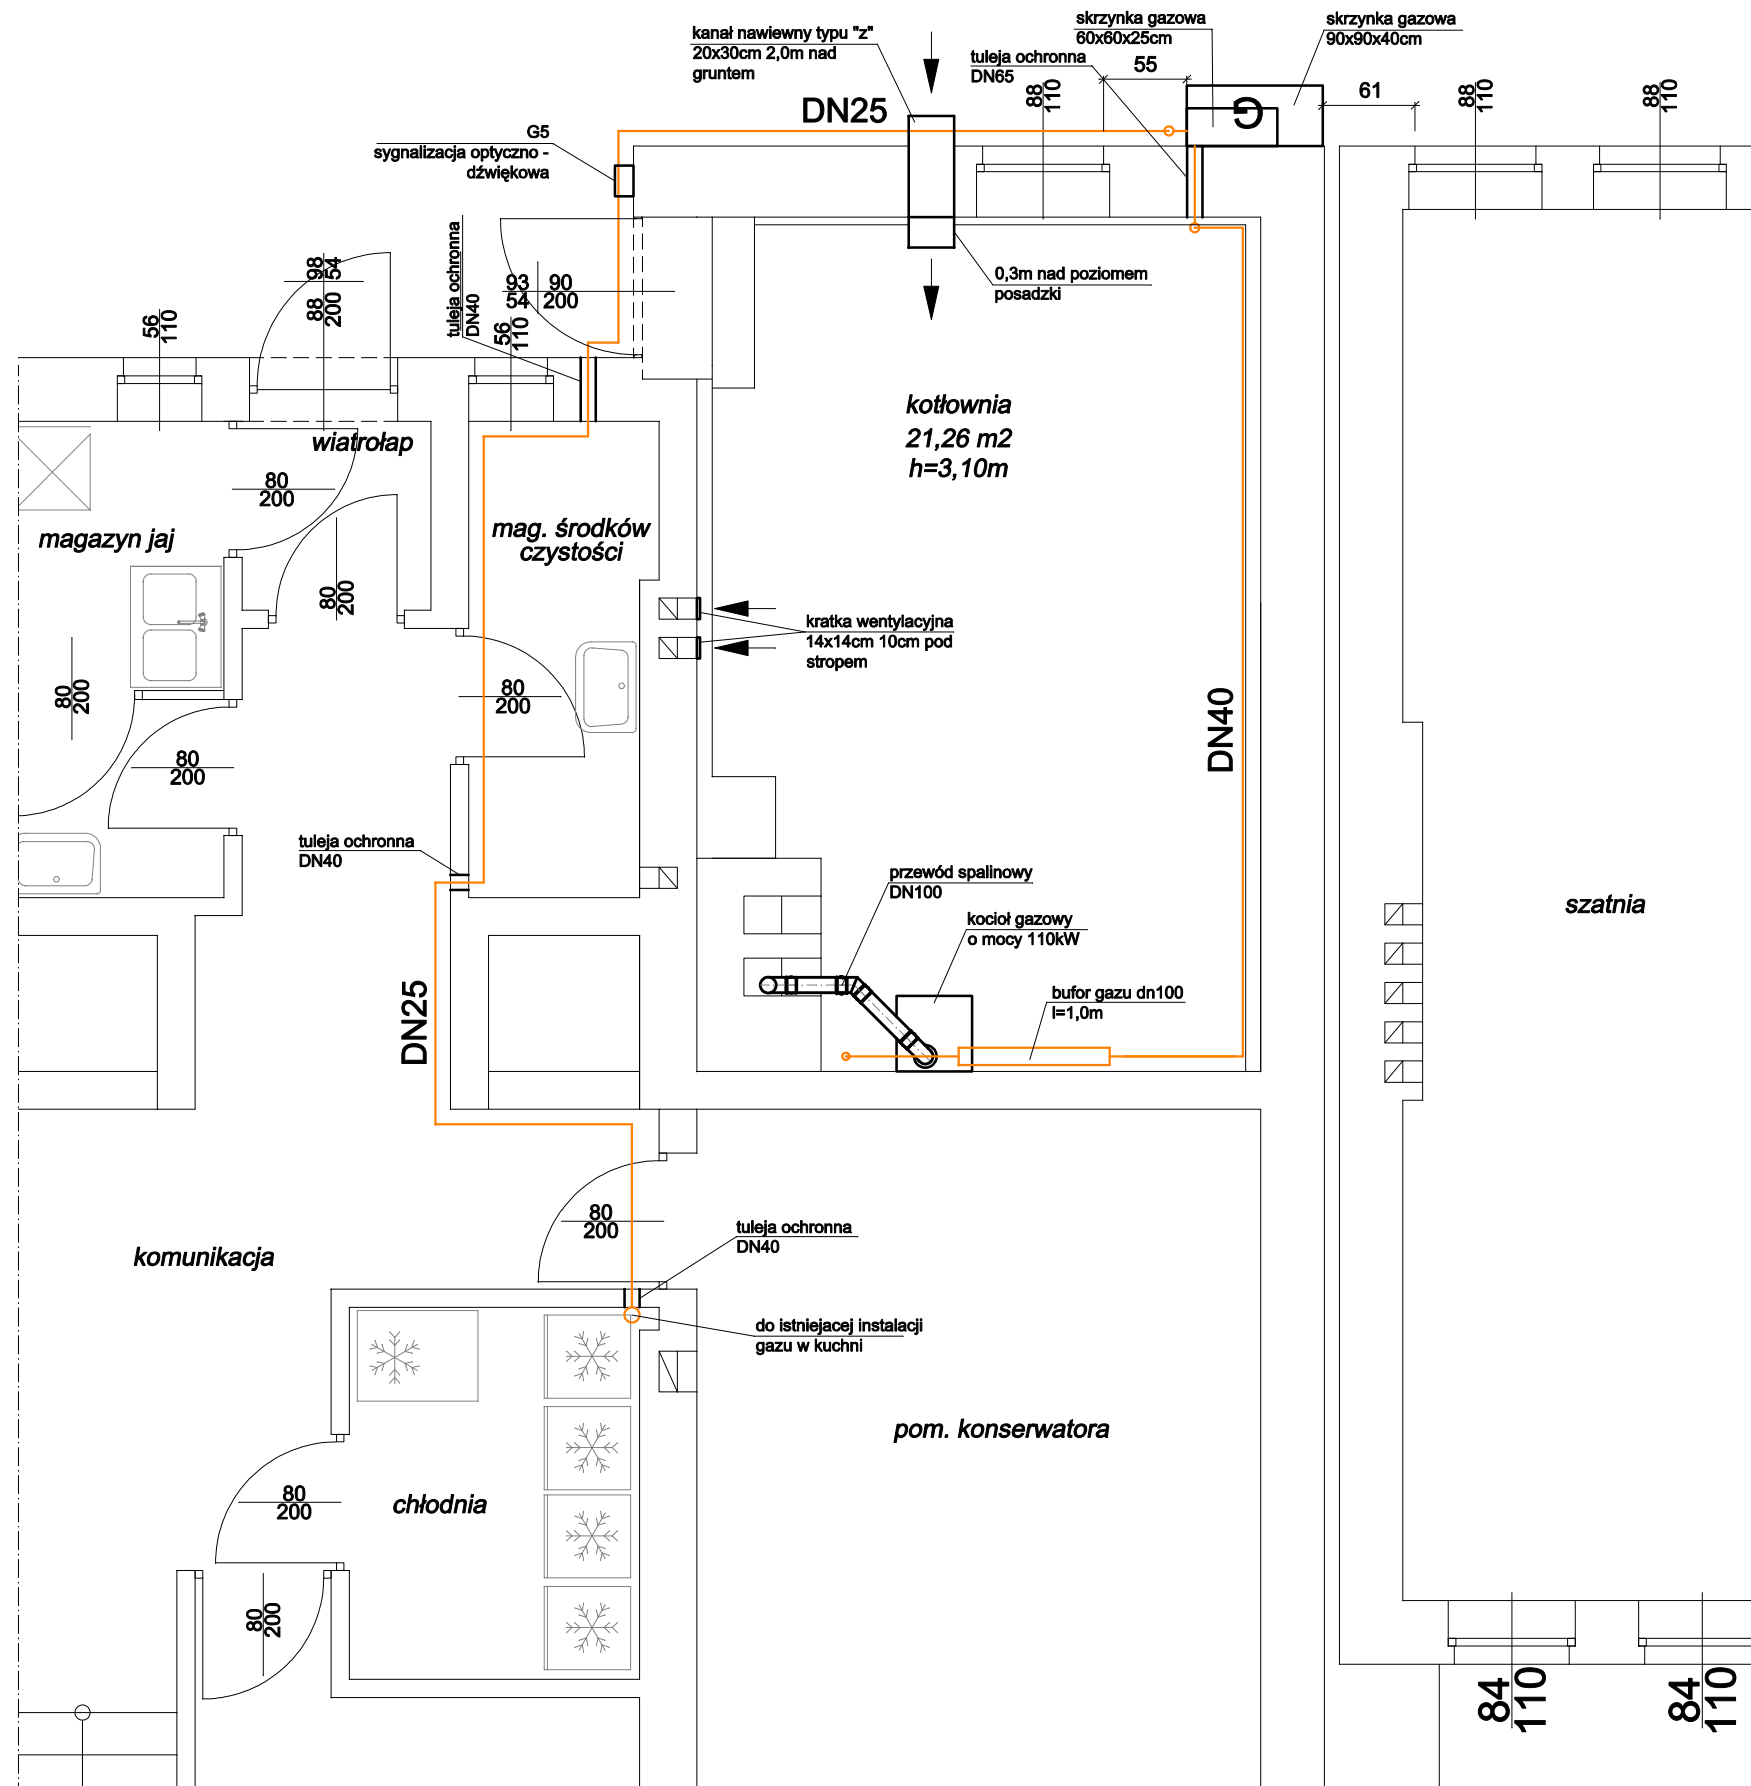 kanał nawiewny typu "z"
20x30cm 2,0m nad
gruntem
skrzynka gazowa
60x60x25cm
skrzynka gazowa
90x90x40cm
tuleja ochronna
DN65
55
61
88
110
88
110
88
110
DN25
G
G5
sygnalizacja optyczno -
dźwiękowa
tuleja ochronna
DN40
98
54
88
200
93
54
90
200
0,3m nad poziomem
posadzki
56
110
56
110
kotłownia
21,26 m2
h=3,10m
wiatrołap
80
200
magazyn jaj
mag. środków
czystości
80
200
kratka wentylacyjna
14x14cm 10cm pod
stropem
80
200
80
200
80
200
DN40
tuleja ochronna
DN40
przewód spalinowy
DN100
kocioł gazowy
o mocy 110kW
bufor gazu dn100
l=1,0m
szatnia
DN25
80
200
tuleja ochronna
DN40
komunikacja
do istniejacej instalacji
gazu w kuchni
pom. konserwatora
80
200
chłodnia
80
200
84
110
84
110